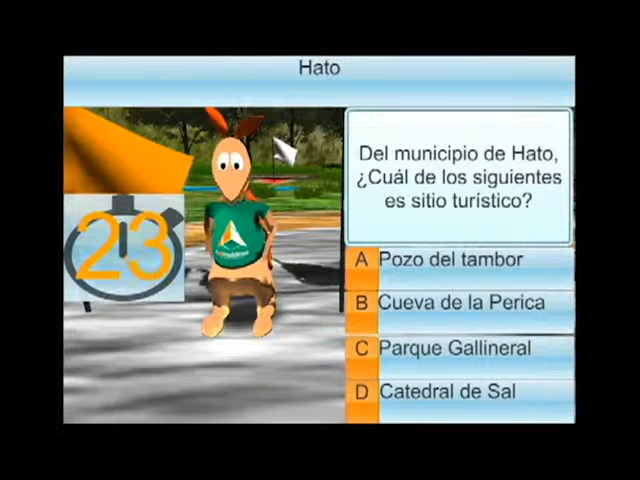 Hato
Del municipio de Hato,
¿Cuál de los siguientes
es sitio turístico?
23
A Pozo del tambor
B Cueva de la Perica
C Parque Gallineral
D Catedral de Sal